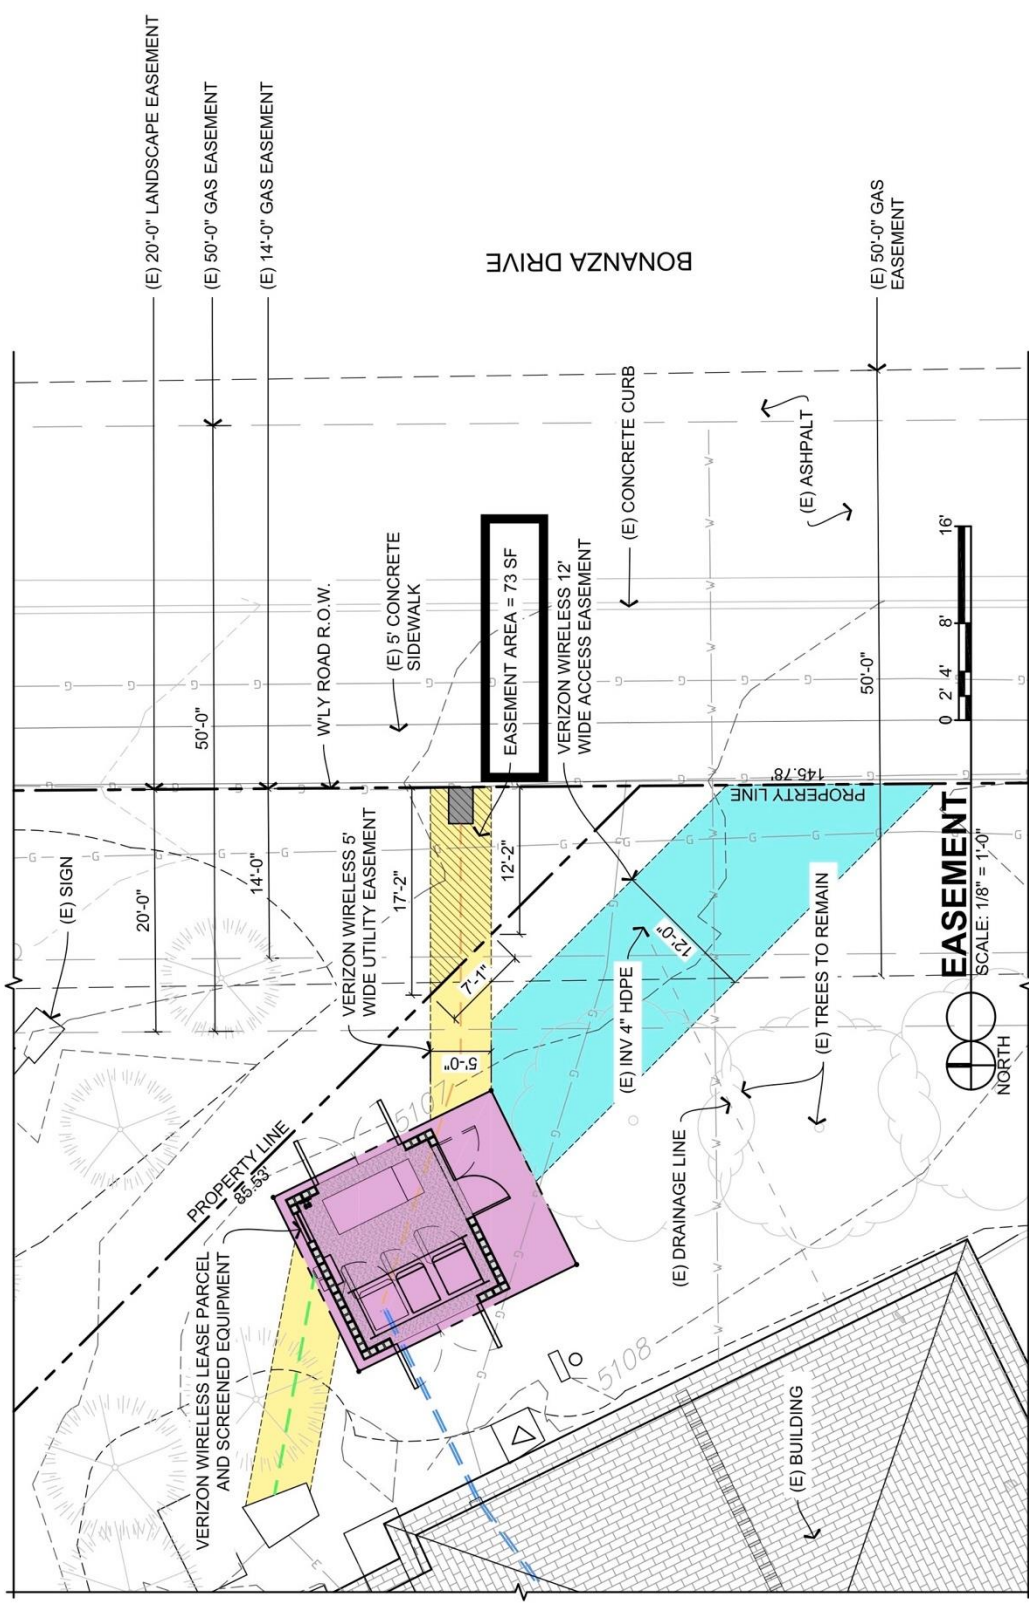 (E) 20'-0" LANDSCAPE EASEMENT
(E) 50'-0" GAS EASEMENT
(E) 14'-0" GAS EASEMENT
BONANZA DRIVE
(E) 50'-0" GAS
EASEMENT
(E) SIGN
20'-0"
50'-0"
14'-0"
W'LY ROAD R.O.W.
(E) 5' CONCRETE
SIDEWALK
EASEMENT AREA = 73 SF
VERIZON WIRELESS 12'
WIDE ACCESS EASEMENT
(E) CONCRETE CURB
(E) ASHPALT
50'-0"
VERIZON WIRELESS 5'
WIDE UTILITY EASEMENT
17'-2"
12'-2"
7'-1"
5'-0"
12'-0"
145.78'
PROPERTY LINE
PROPERTY LINE
85.53'
VERIZON WIRELESS LEASE PARCEL
AND SCREENED EQUIPMENT
(E) INV 4" HDPE
(E) DRAINAGE LINE
(E) TREES TO REMAIN
(E) BUILDING
5107
5108
G
G
G
G
G
G
G
G
G
W
W
W
W
W
W
E
0 2' 4' 8' 16'
EASEMENT
SCALE: 1/8" = 1'-0"
NORTH